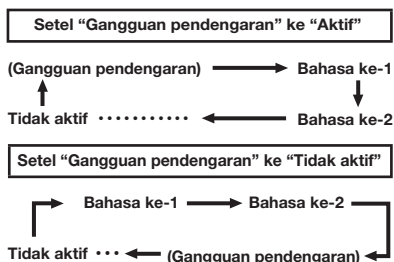 Setel “Gangguan pendengaran” ke “Aktif”
(Gangguan pendengaran) Bahasa ke-1
Tidak aktif ··········· Bahasa ke-2
Setel “Gangguan pendengaran” ke “Tidak aktif”
Bahasa ke-1 Bahasa ke-2
Tidak aktif ··· (Gangguan pendengaran)